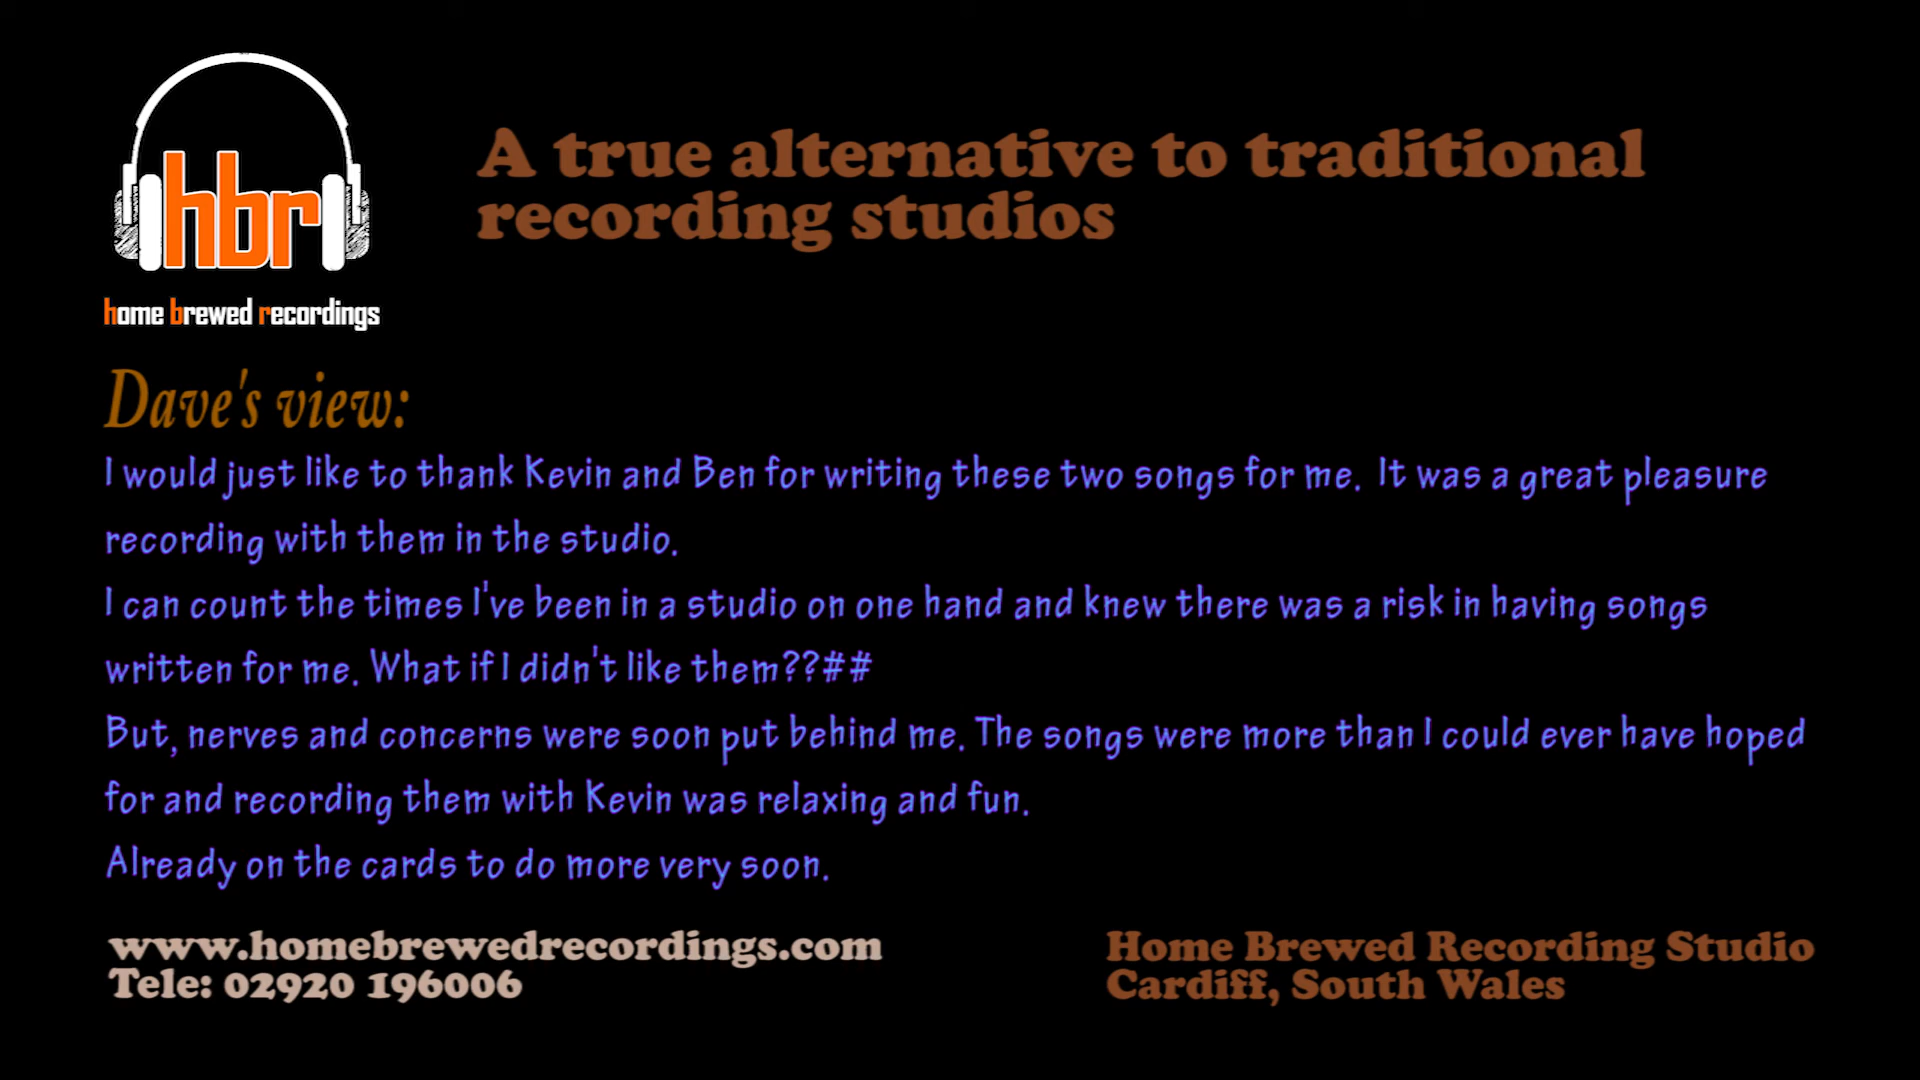 hbr
home brewed recordings
A true alternative to traditional
recording studios
Dave's view:
I would just like to thank Kevin and Ben for writing these two songs for me. It was a great pleasure
recording with them in the studio.
I can count the times I've been in a studio on one hand and knew there was a risk in having songs
written for me. What if I didn't like them??##
But, nerves and concerns were soon put behind me. The songs were more than I could ever have hoped
for and recording them with Kevin was relaxing and fun.
Already on the cards to do more very soon.
www.homebrewedrecordings.com
Tele: 02920 196006
Home Brewed Recording Studio
Cardiff, South Wales